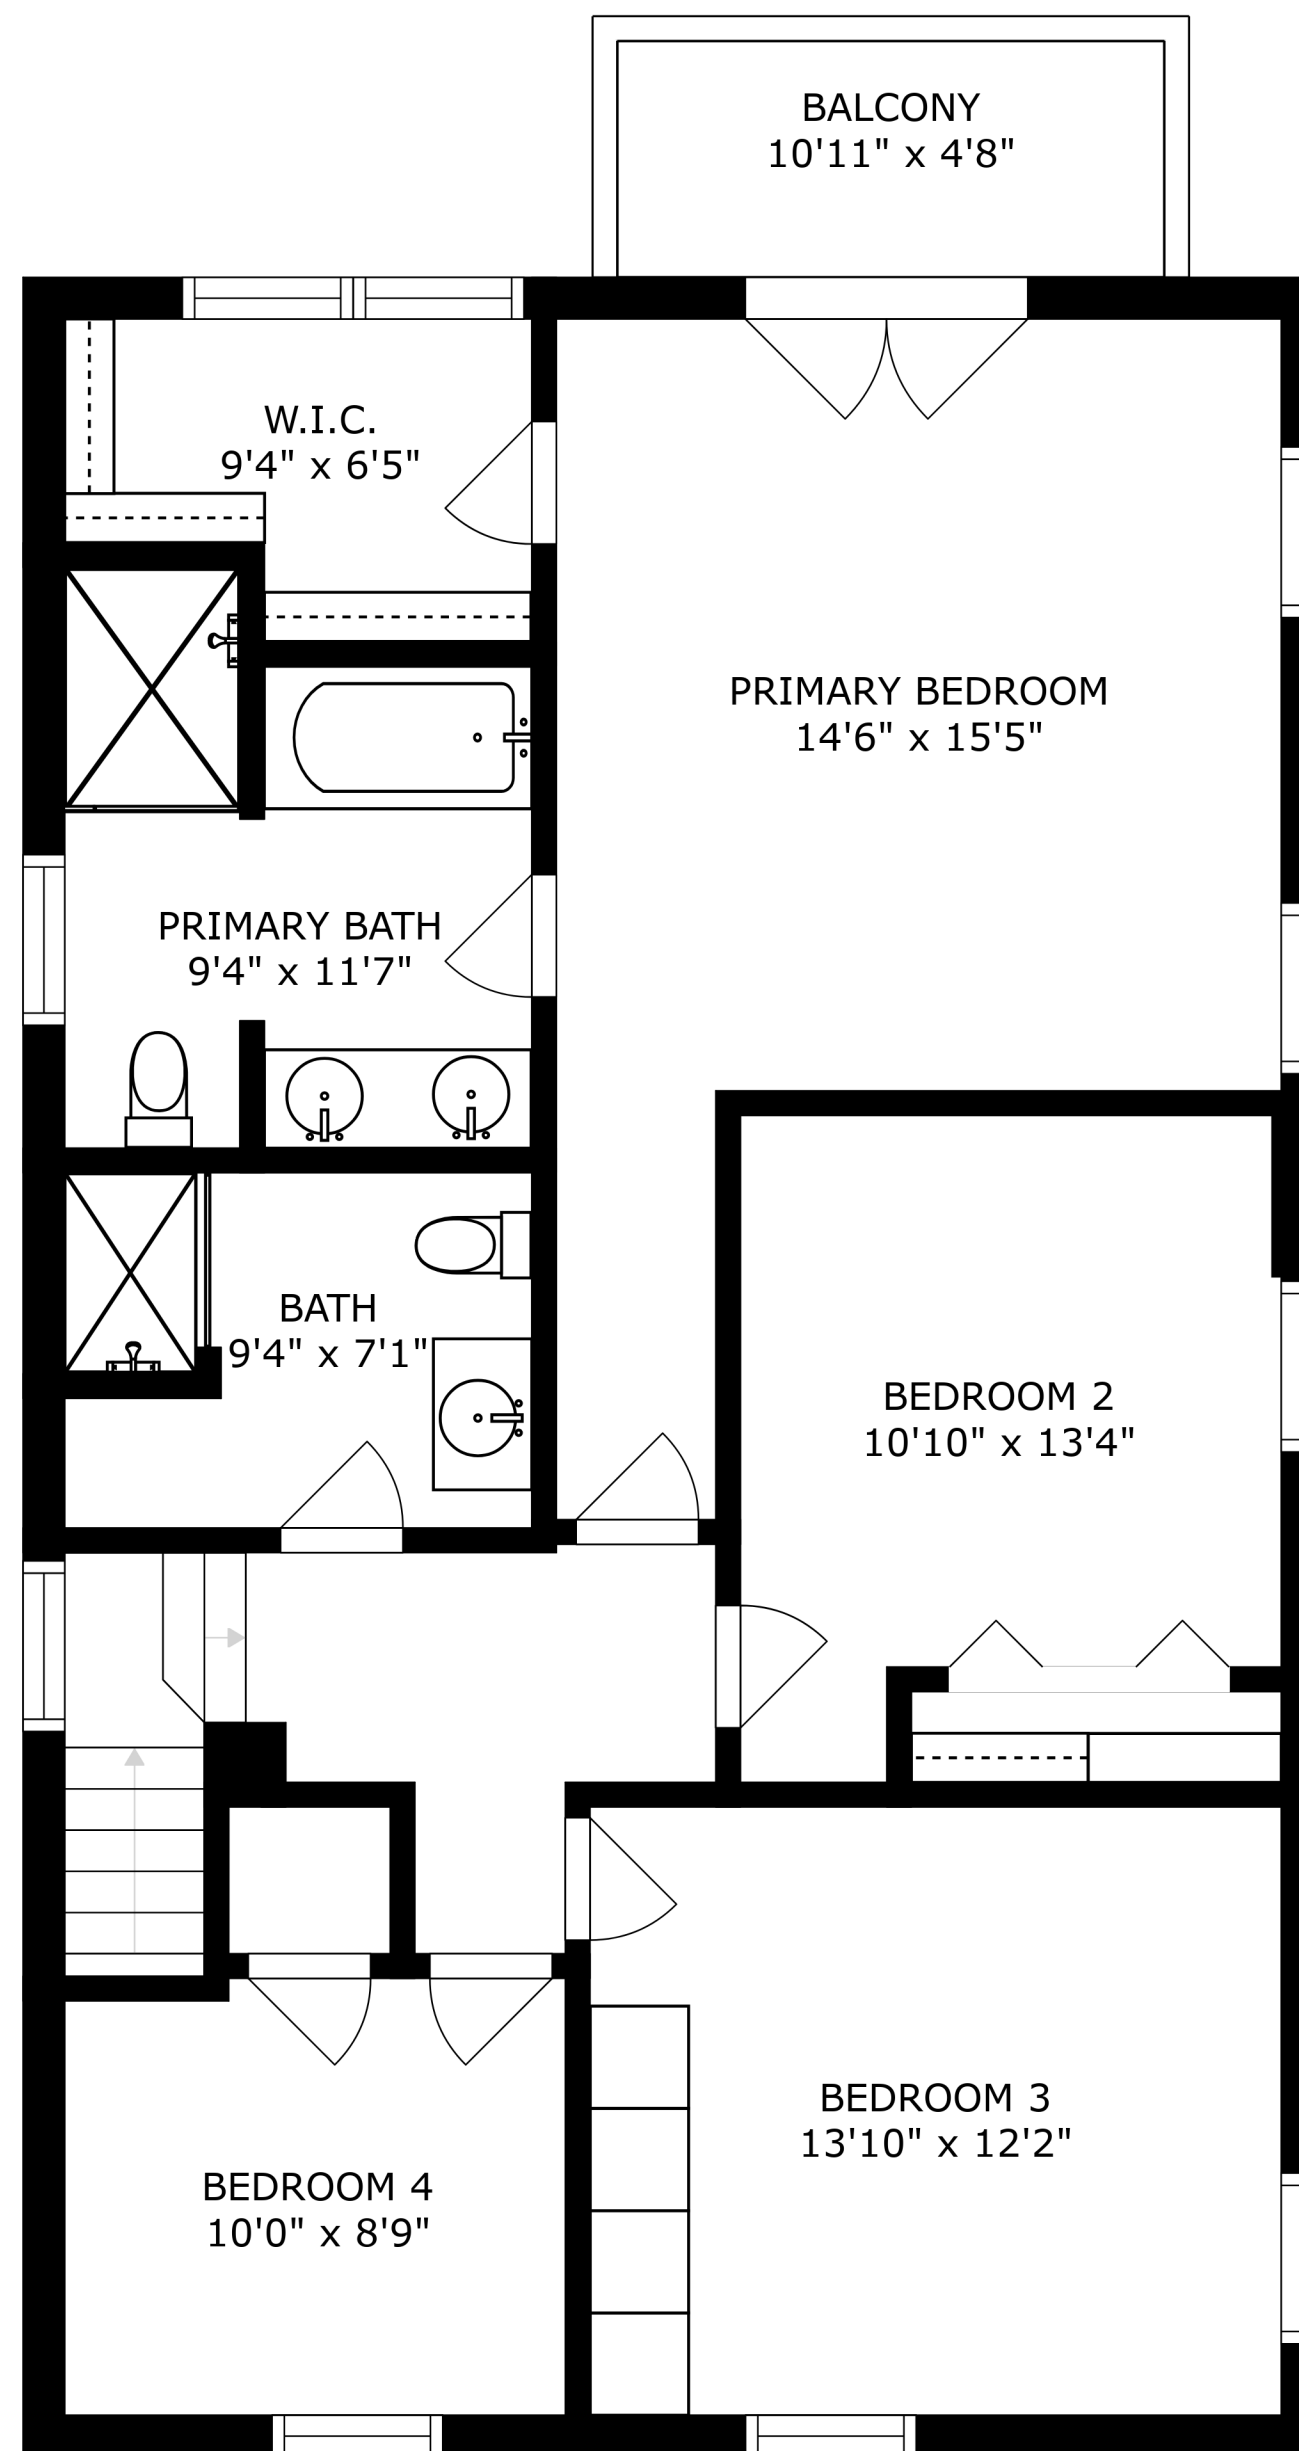 BALCONY
10'11" x 4'8"
W.I.C.
9'4" x 6'5"
PRIMARY BEDROOM
14'6" x 15'5"
PRIMARY BATH
9'4" x 11'7"
BATH
9'4" x 7'1"
BEDROOM 2
10'10" x 13'4"
BEDROOM 3
13'10" x 12'2"
BEDROOM 4
10'0" x 8'9"